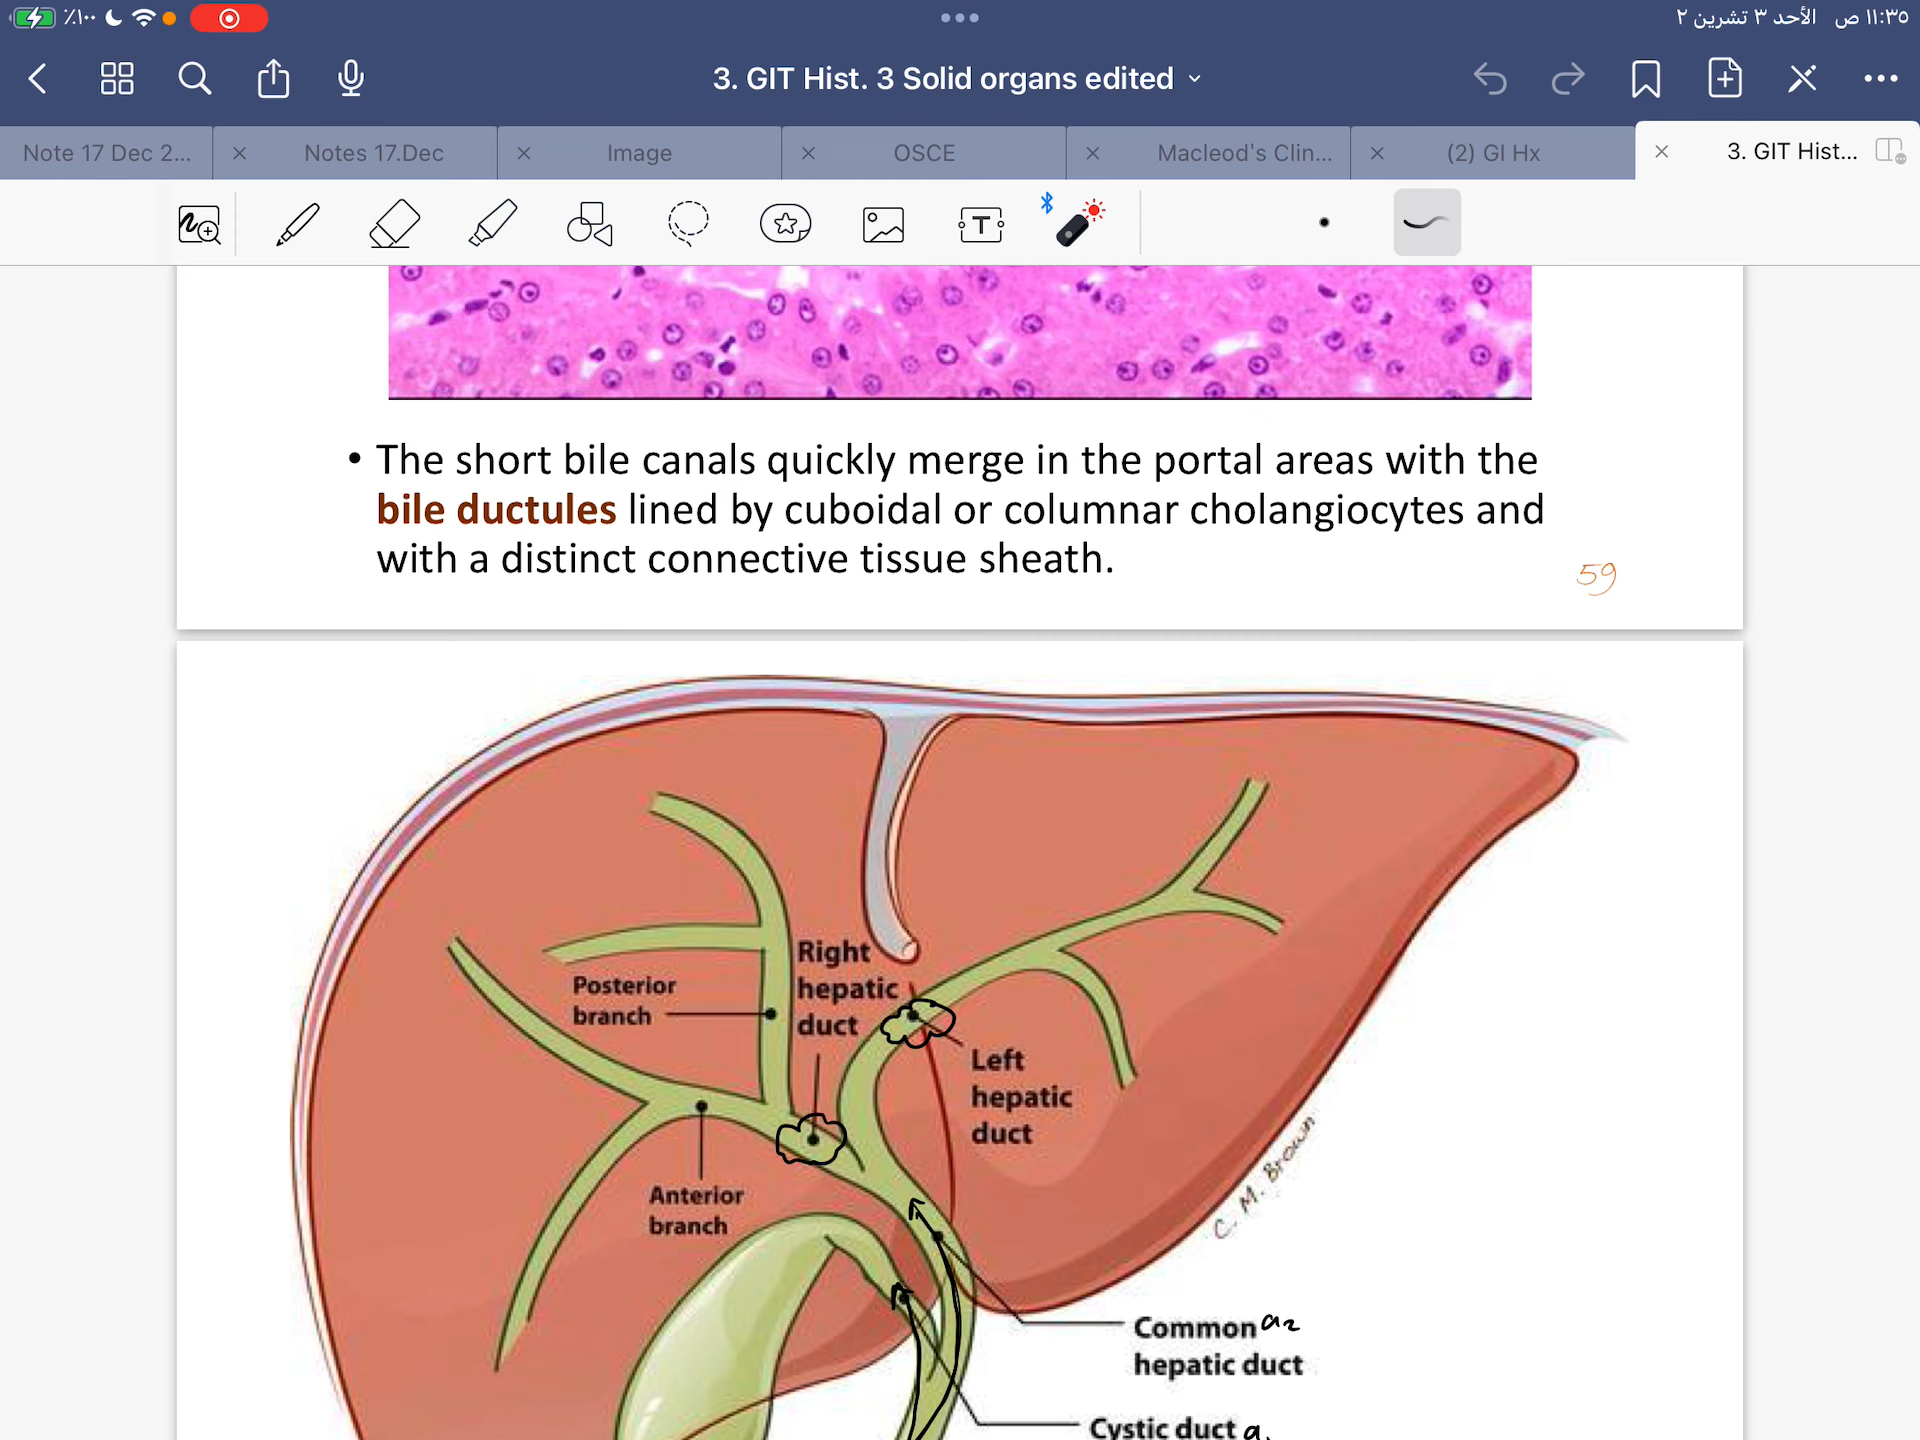 ٪١٠٠
١١:٣٥ ص الأحد ٣ تشرين ٢
3. GIT Hist. 3 Solid organs edited
Note 17 Dec 2...
Notes 17.Dec
Image
OSCE
Macleod's Clin...
(2) GI Hx
3. GIT Hist...
T
• The short bile canals quickly merge in the portal areas with the
bile ductules lined by cuboidal or columnar cholangiocytes and
with a distinct connective tissue sheath.
59
Right
hepatic
duct
Posterior
branch
Left
hepatic
duct
Anterior
branch
C. M. Brown
Common a2
hepatic duct
Cystic duct